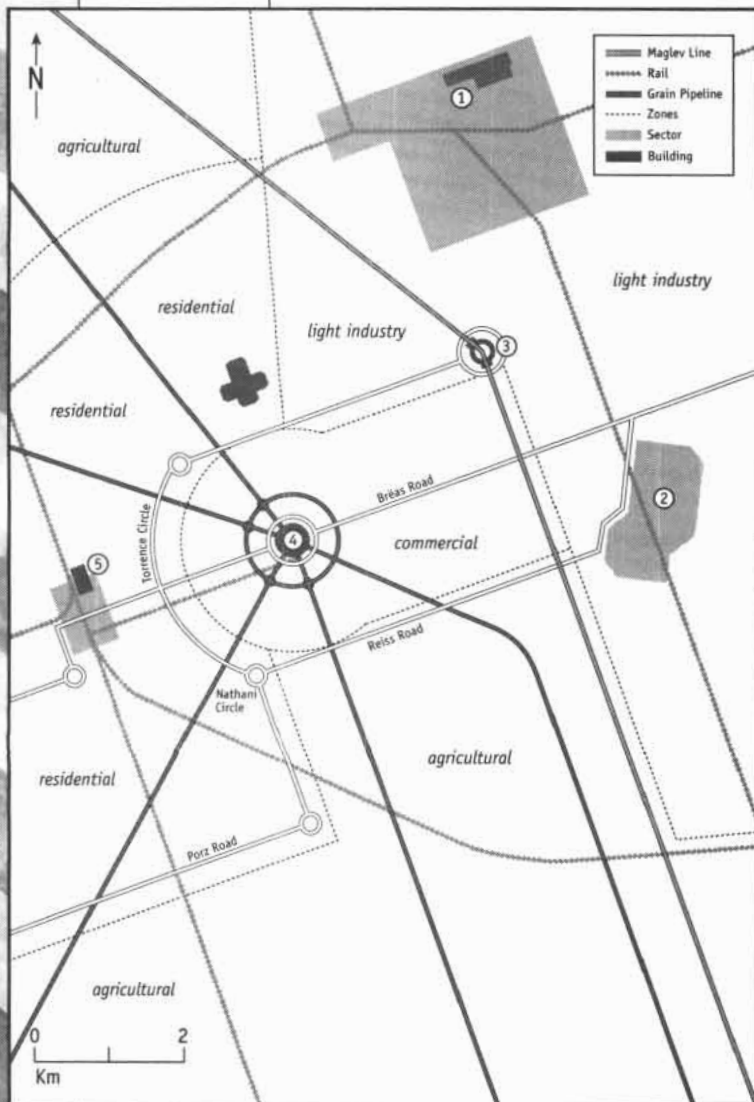 N
Maglev Line
Rail
Grain Pipeline
Zones
Sector
Building
1
agricultural
light industry
residential
light industry
3
residential
Brëas Road
2
Torrence Circle
4
commercial
5
Reiss Road
Nathani
Circle
agricultural
residential
Porz Road
agricultural
0 2
Km